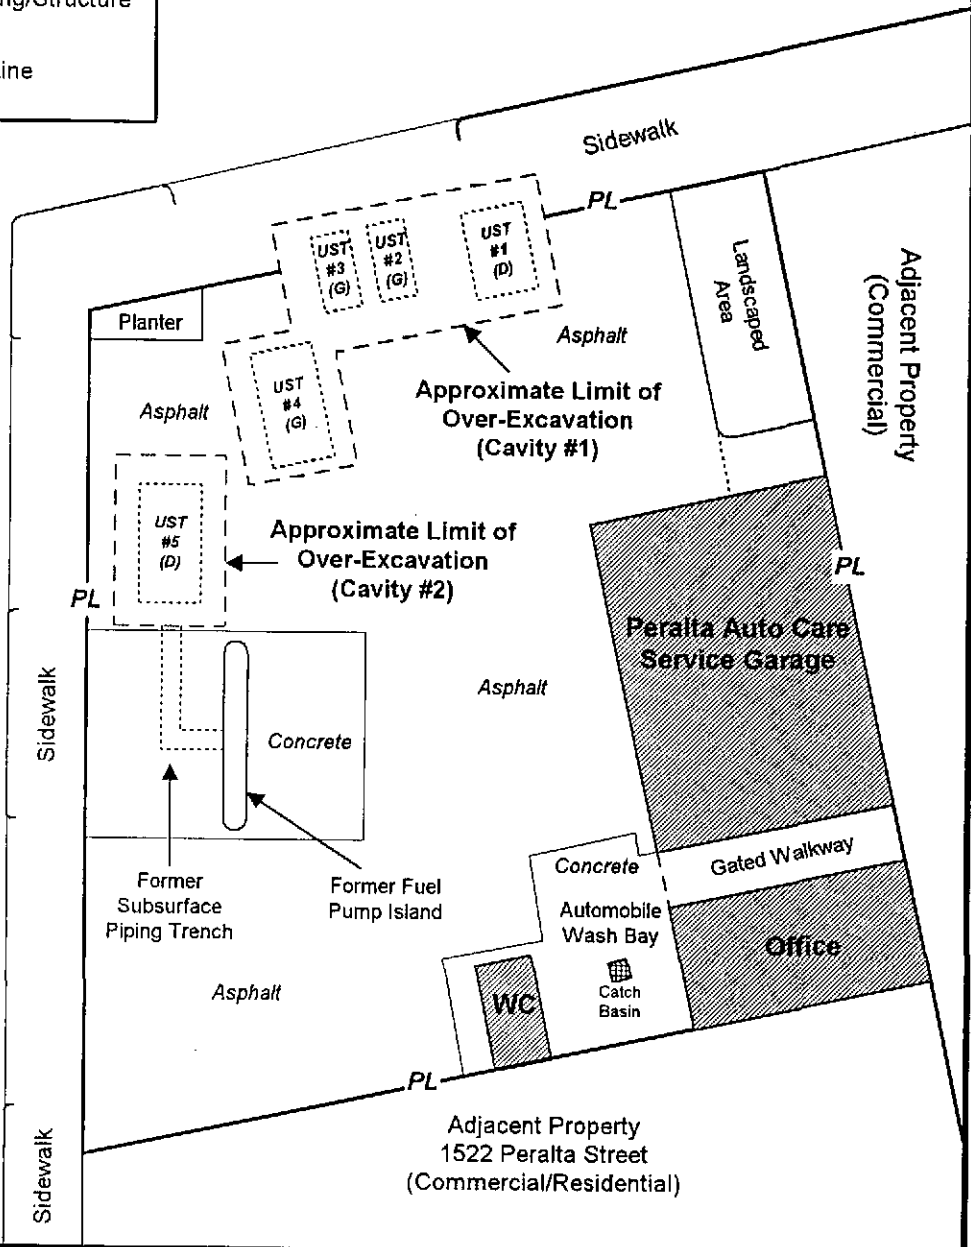 Sidewalk
PL
UST
#1
(D)
UST
#2
(G)
UST
#3
(G)
Landscaped
Area
Adjacent Property
(Commercial)
Planter
Asphalt
UST
#4
(G)
Approximate Limit of
Over-Excavation
(Cavity #1)
Asphalt
UST
#5
(D)
Approximate Limit of
Over-Excavation
(Cavity #2)
PL
PL
Peralta Auto Care
Service Garage
Asphalt
Sidewalk
Concrete
Gated Walkway
Concrete
Former
Subsurface
Piping Trench
Former Fuel
Pump Island
Automobile
Wash Bay
Office
Catch
Basin
WC
Asphalt
PL
Adjacent Property
1522 Peralta Street
(Commercial/Residential)
Sidewalk